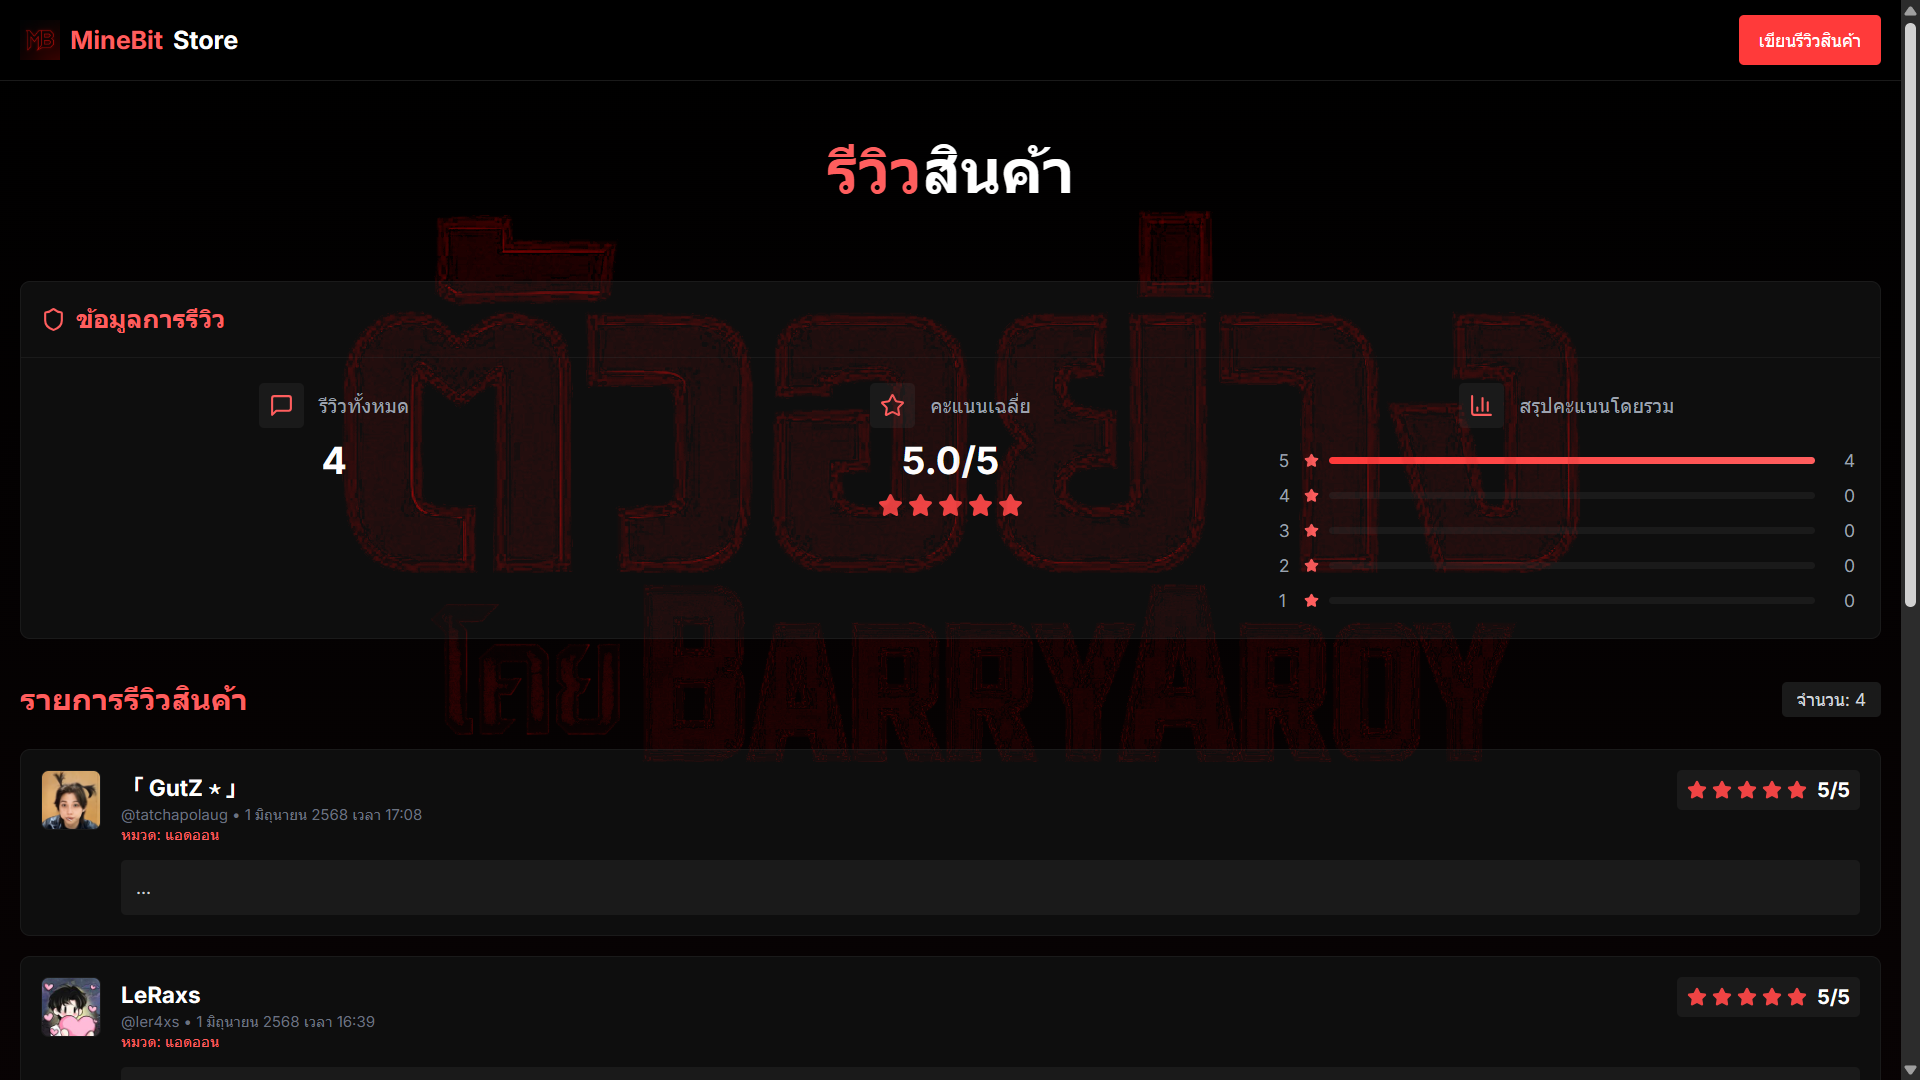 MB MineBit Store
เขียนรีวิวสินค้า
รีวิวสินค้า
ตัวอย่าง
โดย BARRYAROY
ข้อมูลการรีวิว
รีวิวทั้งหมด
4
คะแนนเฉลี่ย
5.0/5
สรุปคะแนนโดยรวม
5 4
4 0
3 0
2 0
1 0
รายการรีวิวสินค้า
จำนวน: 4
「 GutZ ⋆ 」
@tatchapolaug • 1 มิถุนายน 2568 เวลา 17:08
หมวด: แอดออน
5/5
...
LeRaxs
@ler4xs • 1 มิถุนายน 2568 เวลา 16:39
หมวด: แอดออน
5/5